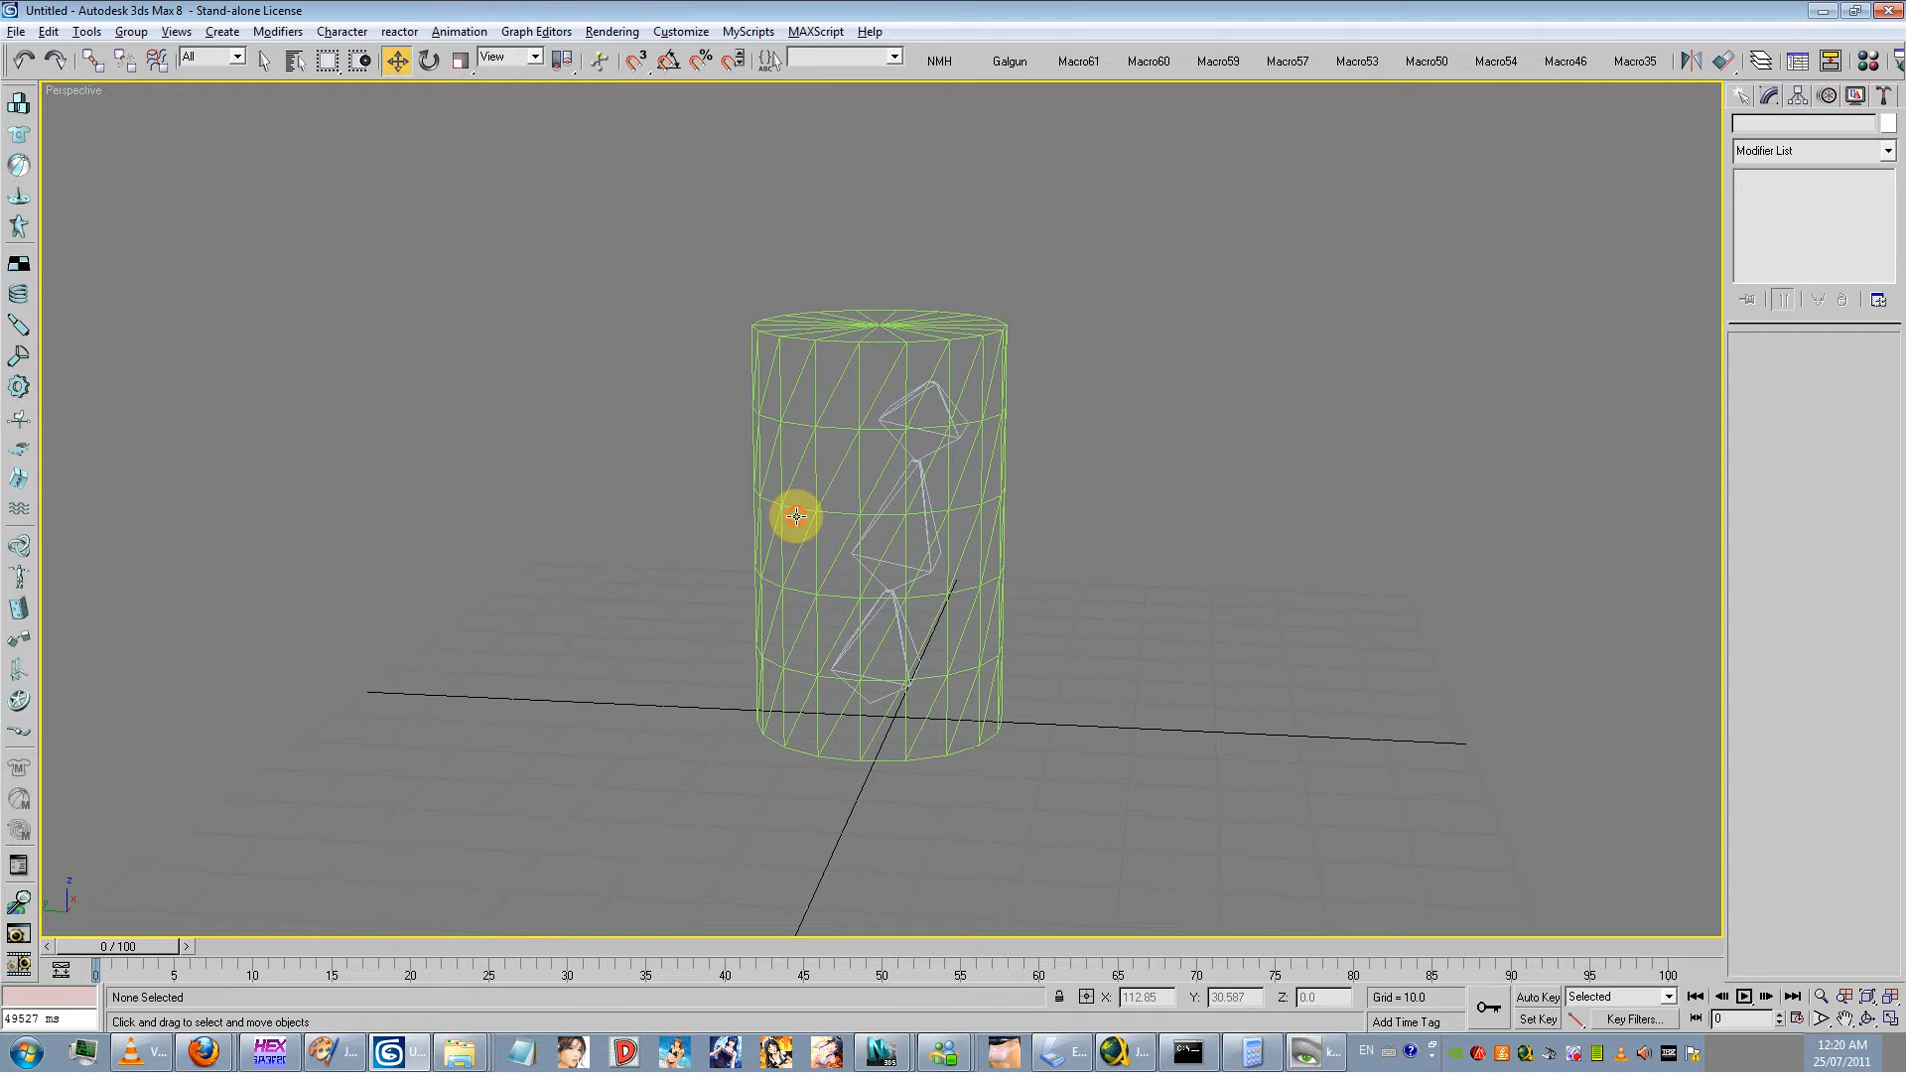 Untitled - Autodesk 3ds Max 8 - Stand-alone License
File Edit Tools Group Views Create Modifiers Character reactor Animation Graph Editors Rendering Customize MyScripts MAXScript Help
All View NMH Galgun Macro61 Macro60 Macro59 Macro57 Macro53 Macro50 Macro54 Macro46 Macro35
Perspective
Modifier List
z
x
y
0 / 100
0 5 10 15 20 25 30 35 40 45 50 55 60 65 70 75 80 85 90 95 100
None Selected X: 112.85 Y: 30.587 Z: 0.0 Grid = 10.0 Auto Key Selected
49527 ms Click and drag to select and move objects Add Time Tag Set Key Key Filters... 0
V... HEX J... U... E... J... k... EN 12:20 AM
25/07/2011